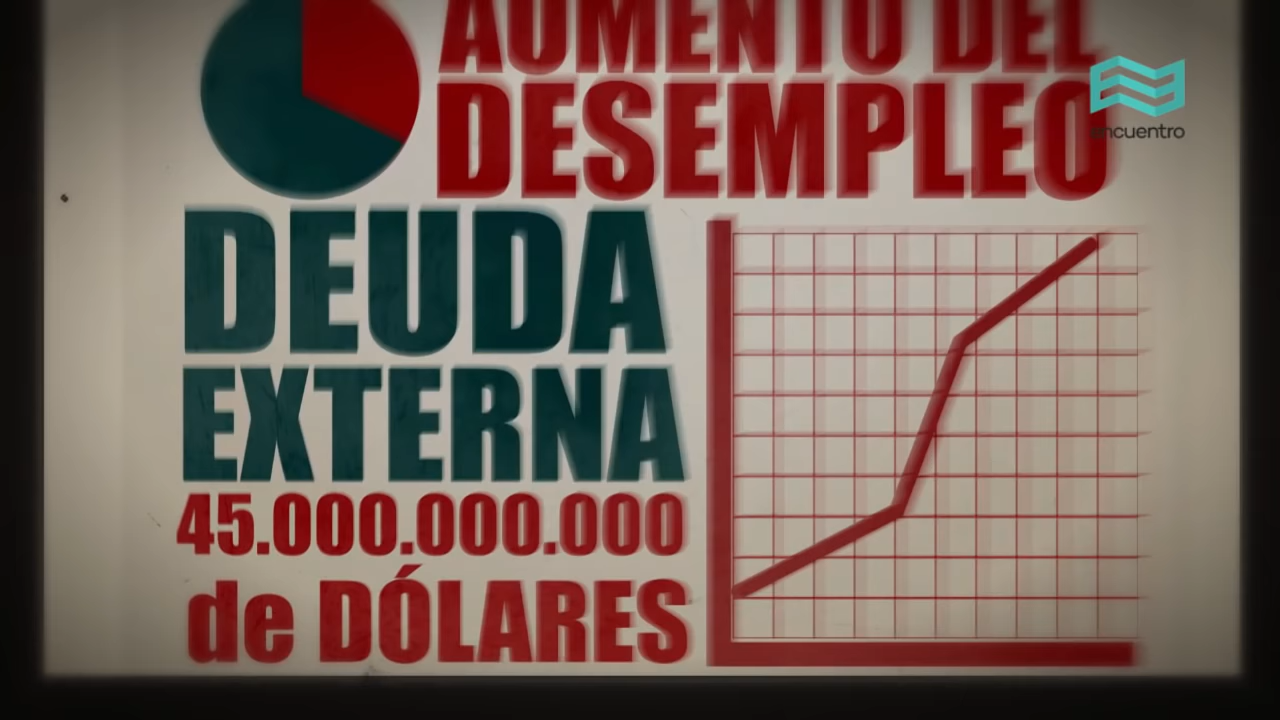 AUMENTO DEL
DESEMPLEO
encuentro
DEUDA
EXTERNA
45.000.000.000
de DÓLARES